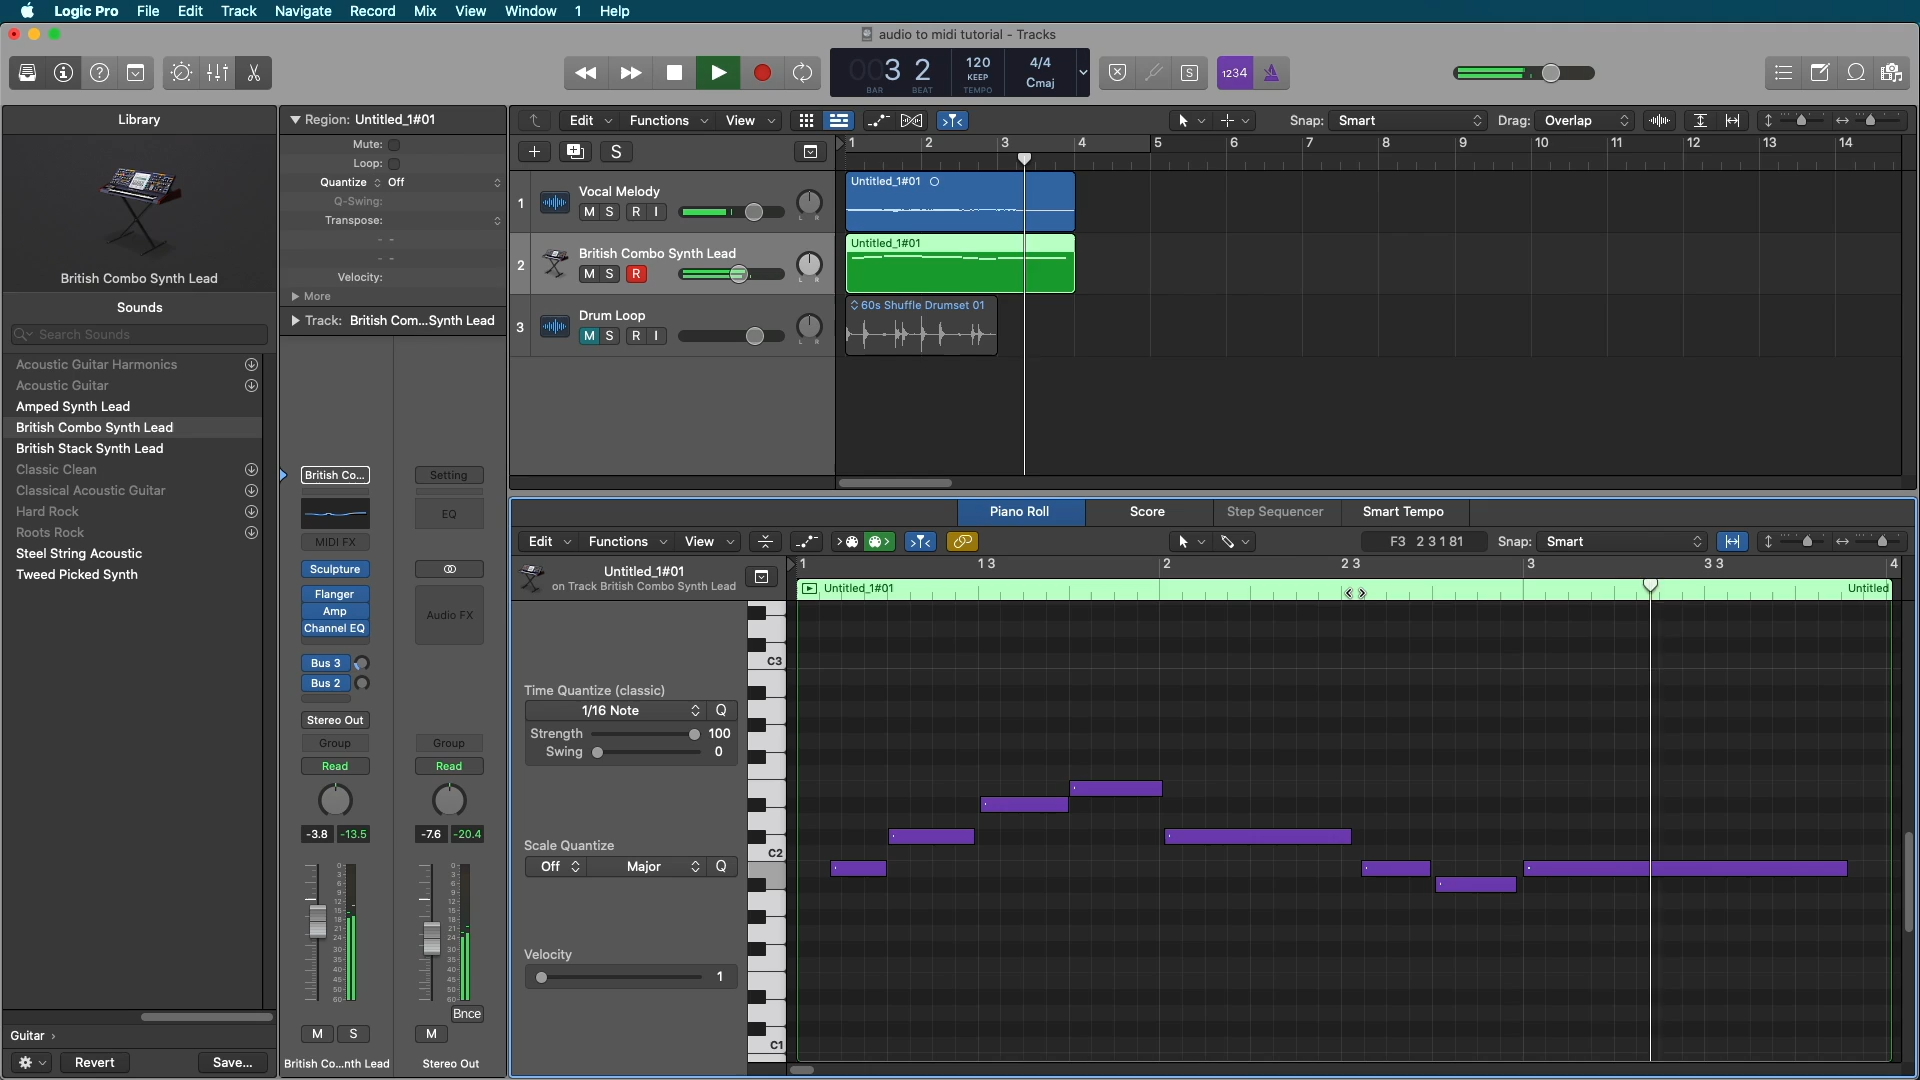 Logic Pro File Edit Track Navigate Record Mix View Window 1 Help
audio to midi tutorial - Tracks
003 2 120 4/4
KEEP Cmaj
BAR BEAT TEMPO
S 1234
Library
Region: Untitled_1#01
Edit Functions View Snap: Smart Drag: Overlap
Mute:
Loop:
Quantize Off
Q-Swing:
Transpose:
- -
- -
Velocity:
More
Track: British Com...Synth Lead
British Combo Synth Lead
Sounds
Search Sounds
Acoustic Guitar Harmonics
Acoustic Guitar
Amped Synth Lead
British Combo Synth Lead
British Stack Synth Lead
Classic Clean
Classical Acoustic Guitar
Hard Rock
Roots Rock
Steel String Acoustic
Tweed Picked Synth
Guitar
Revert Save...
S
1 2 3 4 5 6 7 8 9 10 11 12 13 14
1 Vocal Melody
M S R I L R
Untitled_1#01
2 British Combo Synth Lead
M S R L R
Untitled_1#01
3 Drum Loop
M S R I L R
60s Shuffle Drumset 01
British Co... Setting
EQ
MIDI FX
Sculpture
Flanger
Amp Audio FX
Channel EQ
Bus 3
Bus 2
Stereo Out
Group Group
Read Read
-3.8 -13.5 -7.6 -20.4
Bnce
M S M
British Co...nth Lead Stereo Out
Piano Roll Score Step Sequencer Smart Tempo
Edit Functions View F3 2 3 1 81 Snap: Smart
Untitled_1#01
on Track British Combo Synth Lead
1 1 3 2 2 3 3 3 3 4
Untitled_1#01 Untitled
Time Quantize (classic)
1/16 Note Q
Strength 100
Swing 0
Scale Quantize
Off Major Q
Velocity
1
C3
C2
C1